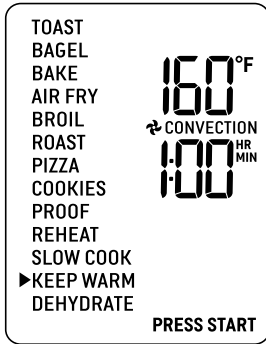 TOAST
BAGEL
BAKE
AIR FRY
BROIL
ROAST
PIZZA
COOKIES
PROOF
REHEAT
SLOW COOK
▶KEEP WARM
DEHYDRATE
160°F
CONVECTION
1:00 HR MIN
PRESS START